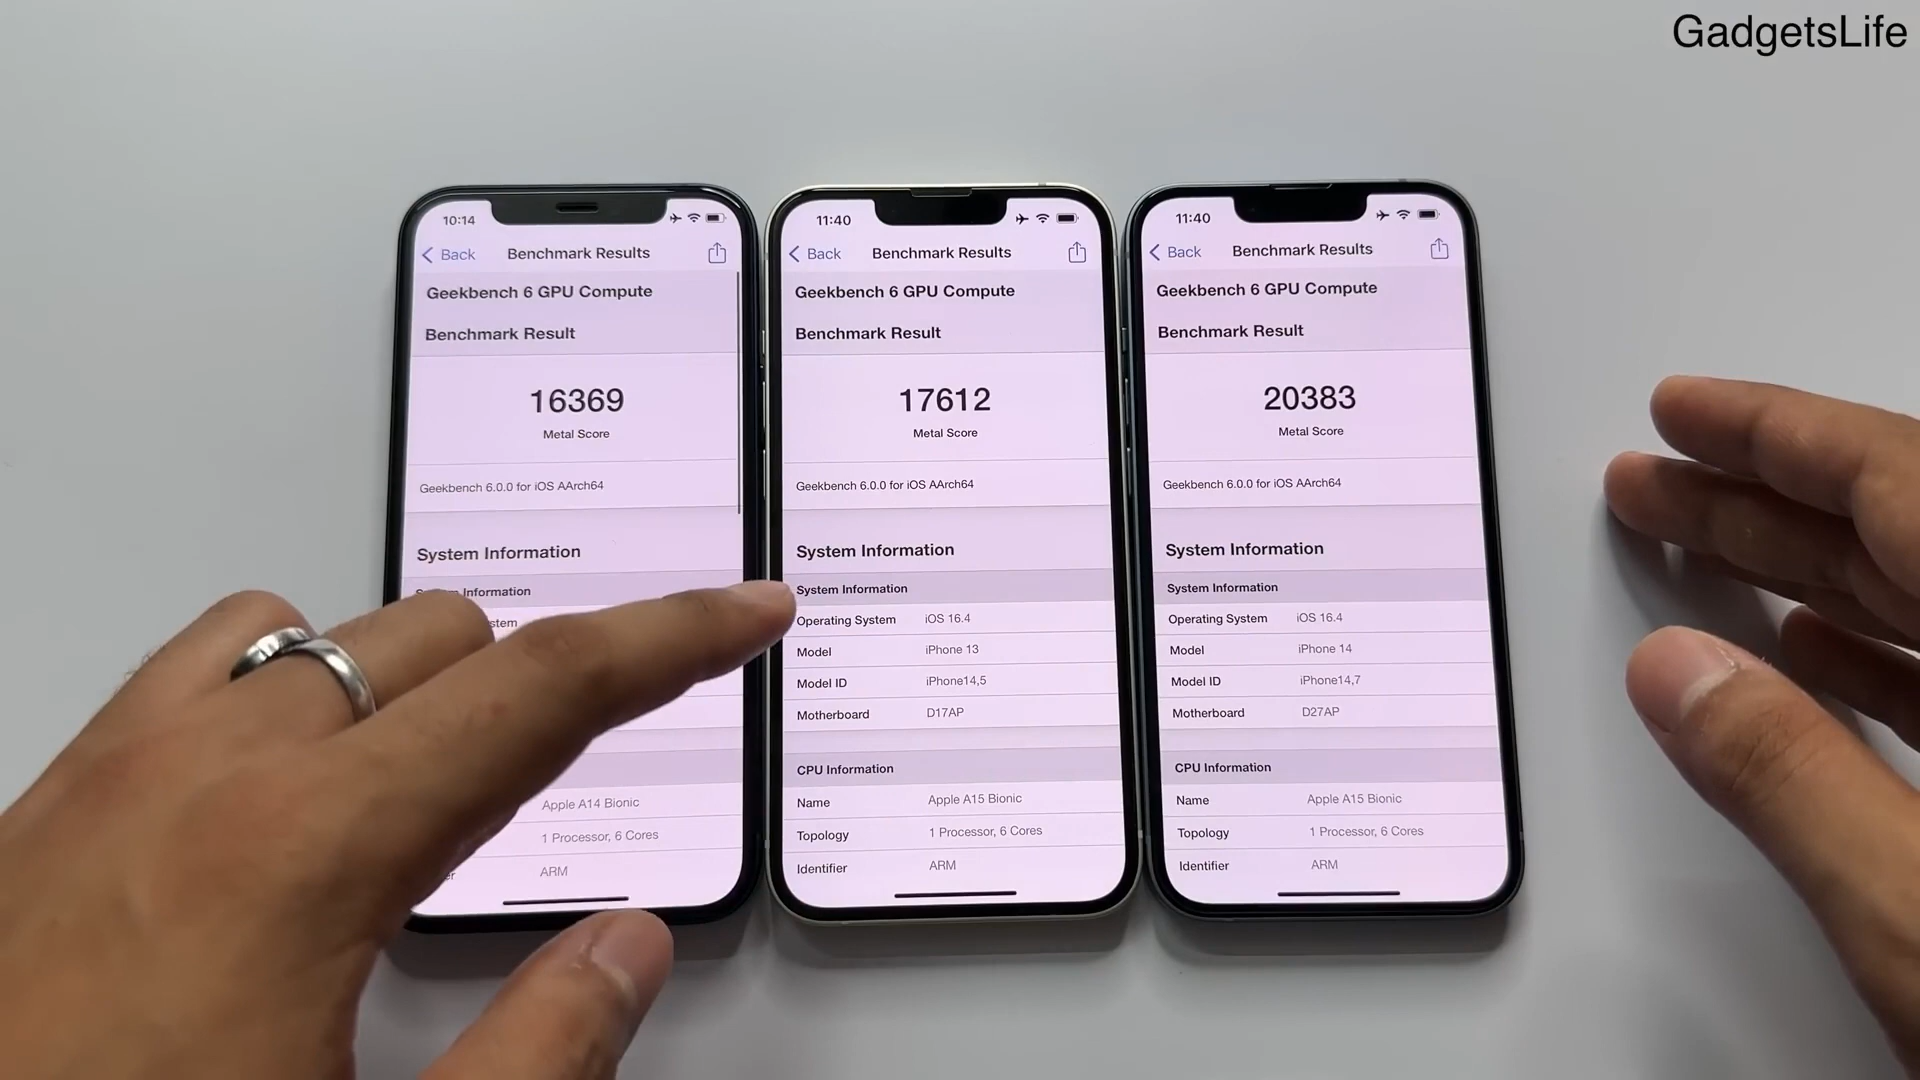 GadgetsLife
10:14
Back
Benchmark Results
Geekbench 6 GPU Compute
Benchmark Result
16369
Metal Score
Geekbench 6.0.0 for iOS AArch64
System Information
Information
stem
Apple A14 Bionic
1 Processor, 6 Cores
er
ARM
11:40
Back
Benchmark Results
Geekbench 6 GPU Compute
Benchmark Result
17612
Metal Score
Geekbench 6.0.0 for iOS AArch64
System Information
System Information
Operating System iOS 16.4
Model iPhone 13
Model ID iPhone14,5
Motherboard D17AP
CPU Information
Name Apple A15 Bionic
Topology 1 Processor, 6 Cores
Identifier ARM
11:40
Back
Benchmark Results
Geekbench 6 GPU Compute
Benchmark Result
20383
Metal Score
Geekbench 6.0.0 for iOS AArch64
System Information
System Information
Operating System iOS 16.4
Model iPhone 14
Model ID iPhone14,7
Motherboard D27AP
CPU Information
Name Apple A15 Bionic
Topology 1 Processor, 6 Cores
Identifier ARM